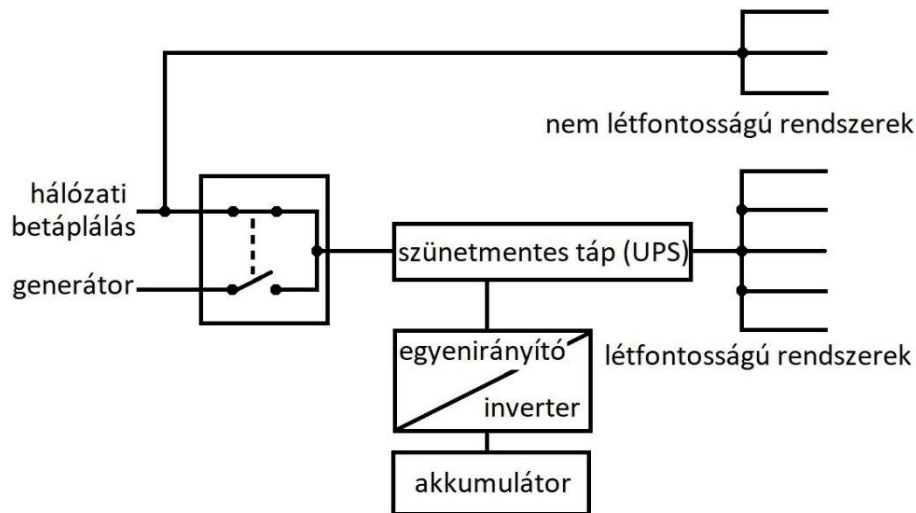 nem létfontosságú rendszerek
hálózati
betáplálás
szünetmentes táp (UPS)
generátor
egyenirányító
létfontosságú rendszerek
inverter
akkumulátor